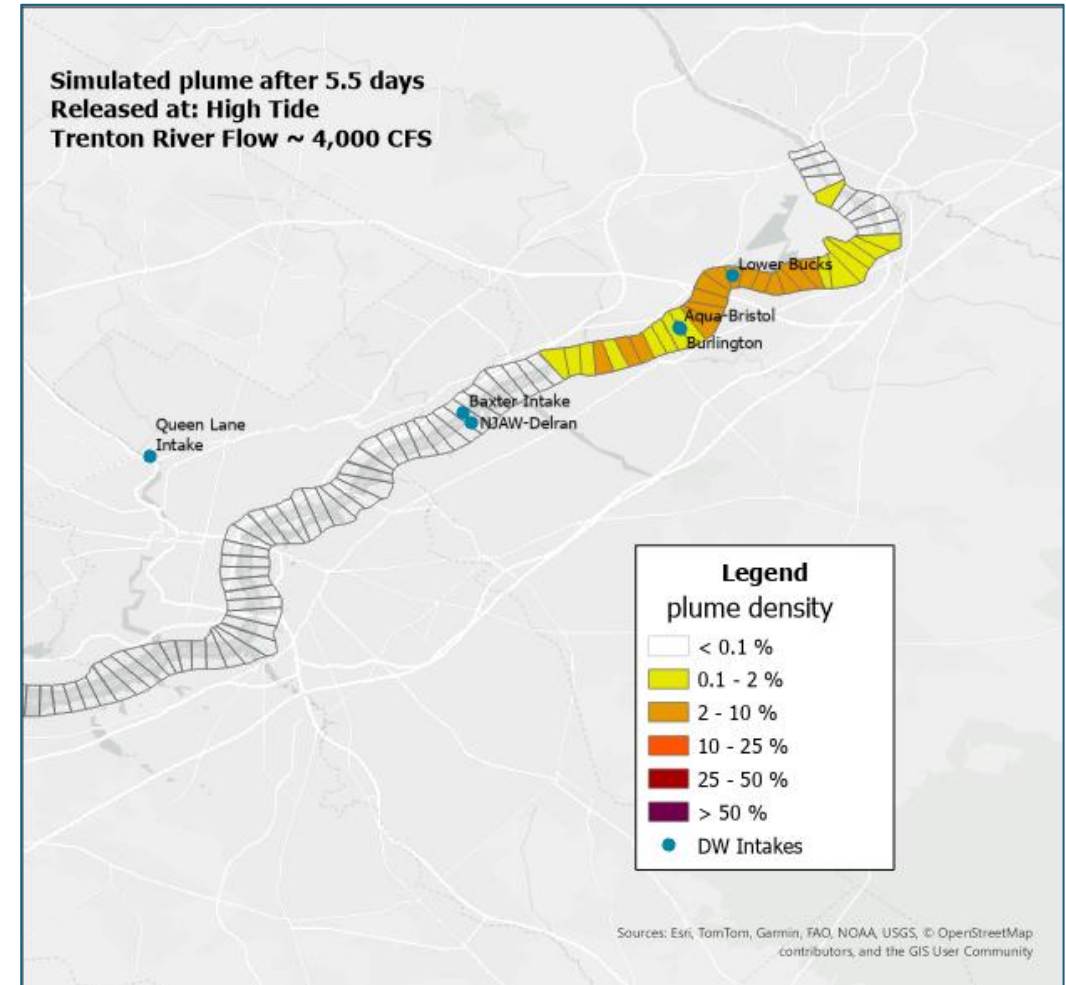 Simulated plume after 5.5 days
Released at: High Tide
Trenton River Flow ~ 4,000 CFS
Lower Bucks
Aqua-Bristol
Burlington
Baxter Intake
NJAW-Delran
Queen Lane
Intake
Legend
plume density
< 0.1 %
0.1 - 2 %
2 - 10 %
10 - 25 %
25 - 50 %
> 50 %
DW Intakes
Sources: Esri, TomTom, Garmin, FAO, NOAA, USGS, © OpenStreetMap
contributors, and the GIS User Community